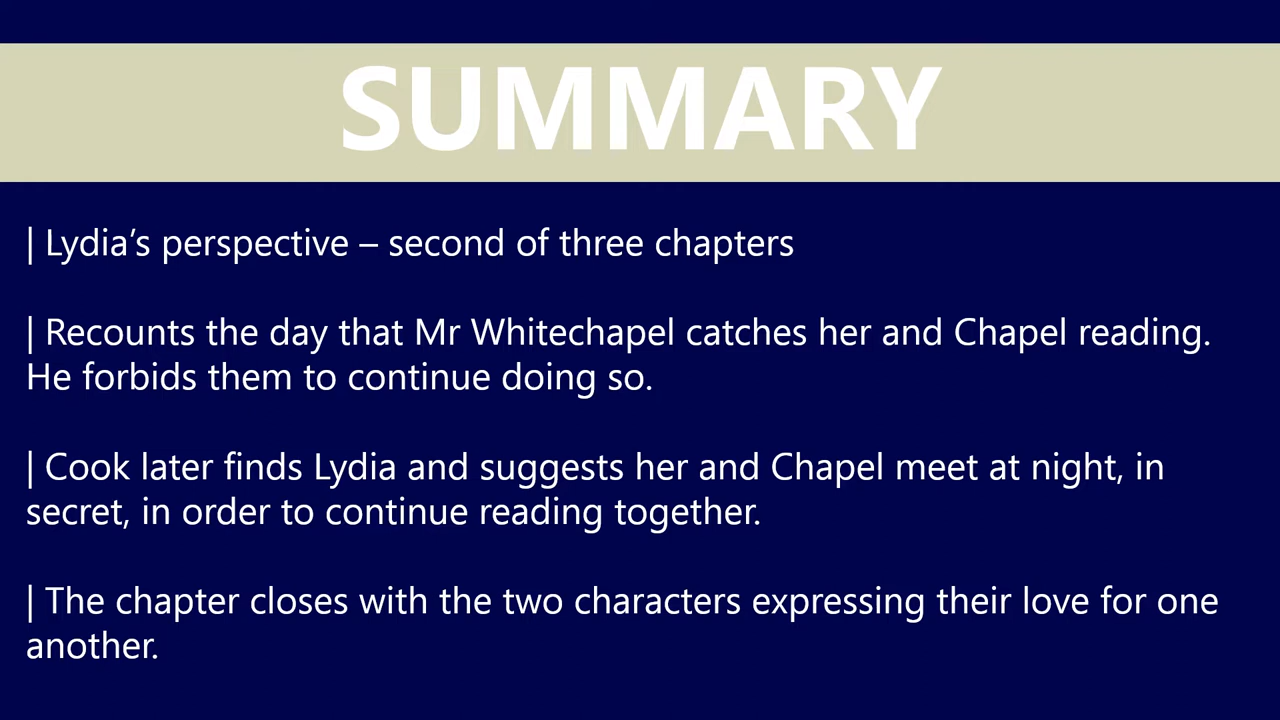 SUMMARY
| Lydia’s perspective – second of three chapters
| Recounts the day that Mr Whitechapel catches her and Chapel reading.
He forbids them to continue doing so.
| Cook later finds Lydia and suggests her and Chapel meet at night, in
secret, in order to continue reading together.
| The chapter closes with the two characters expressing their love for one
another.